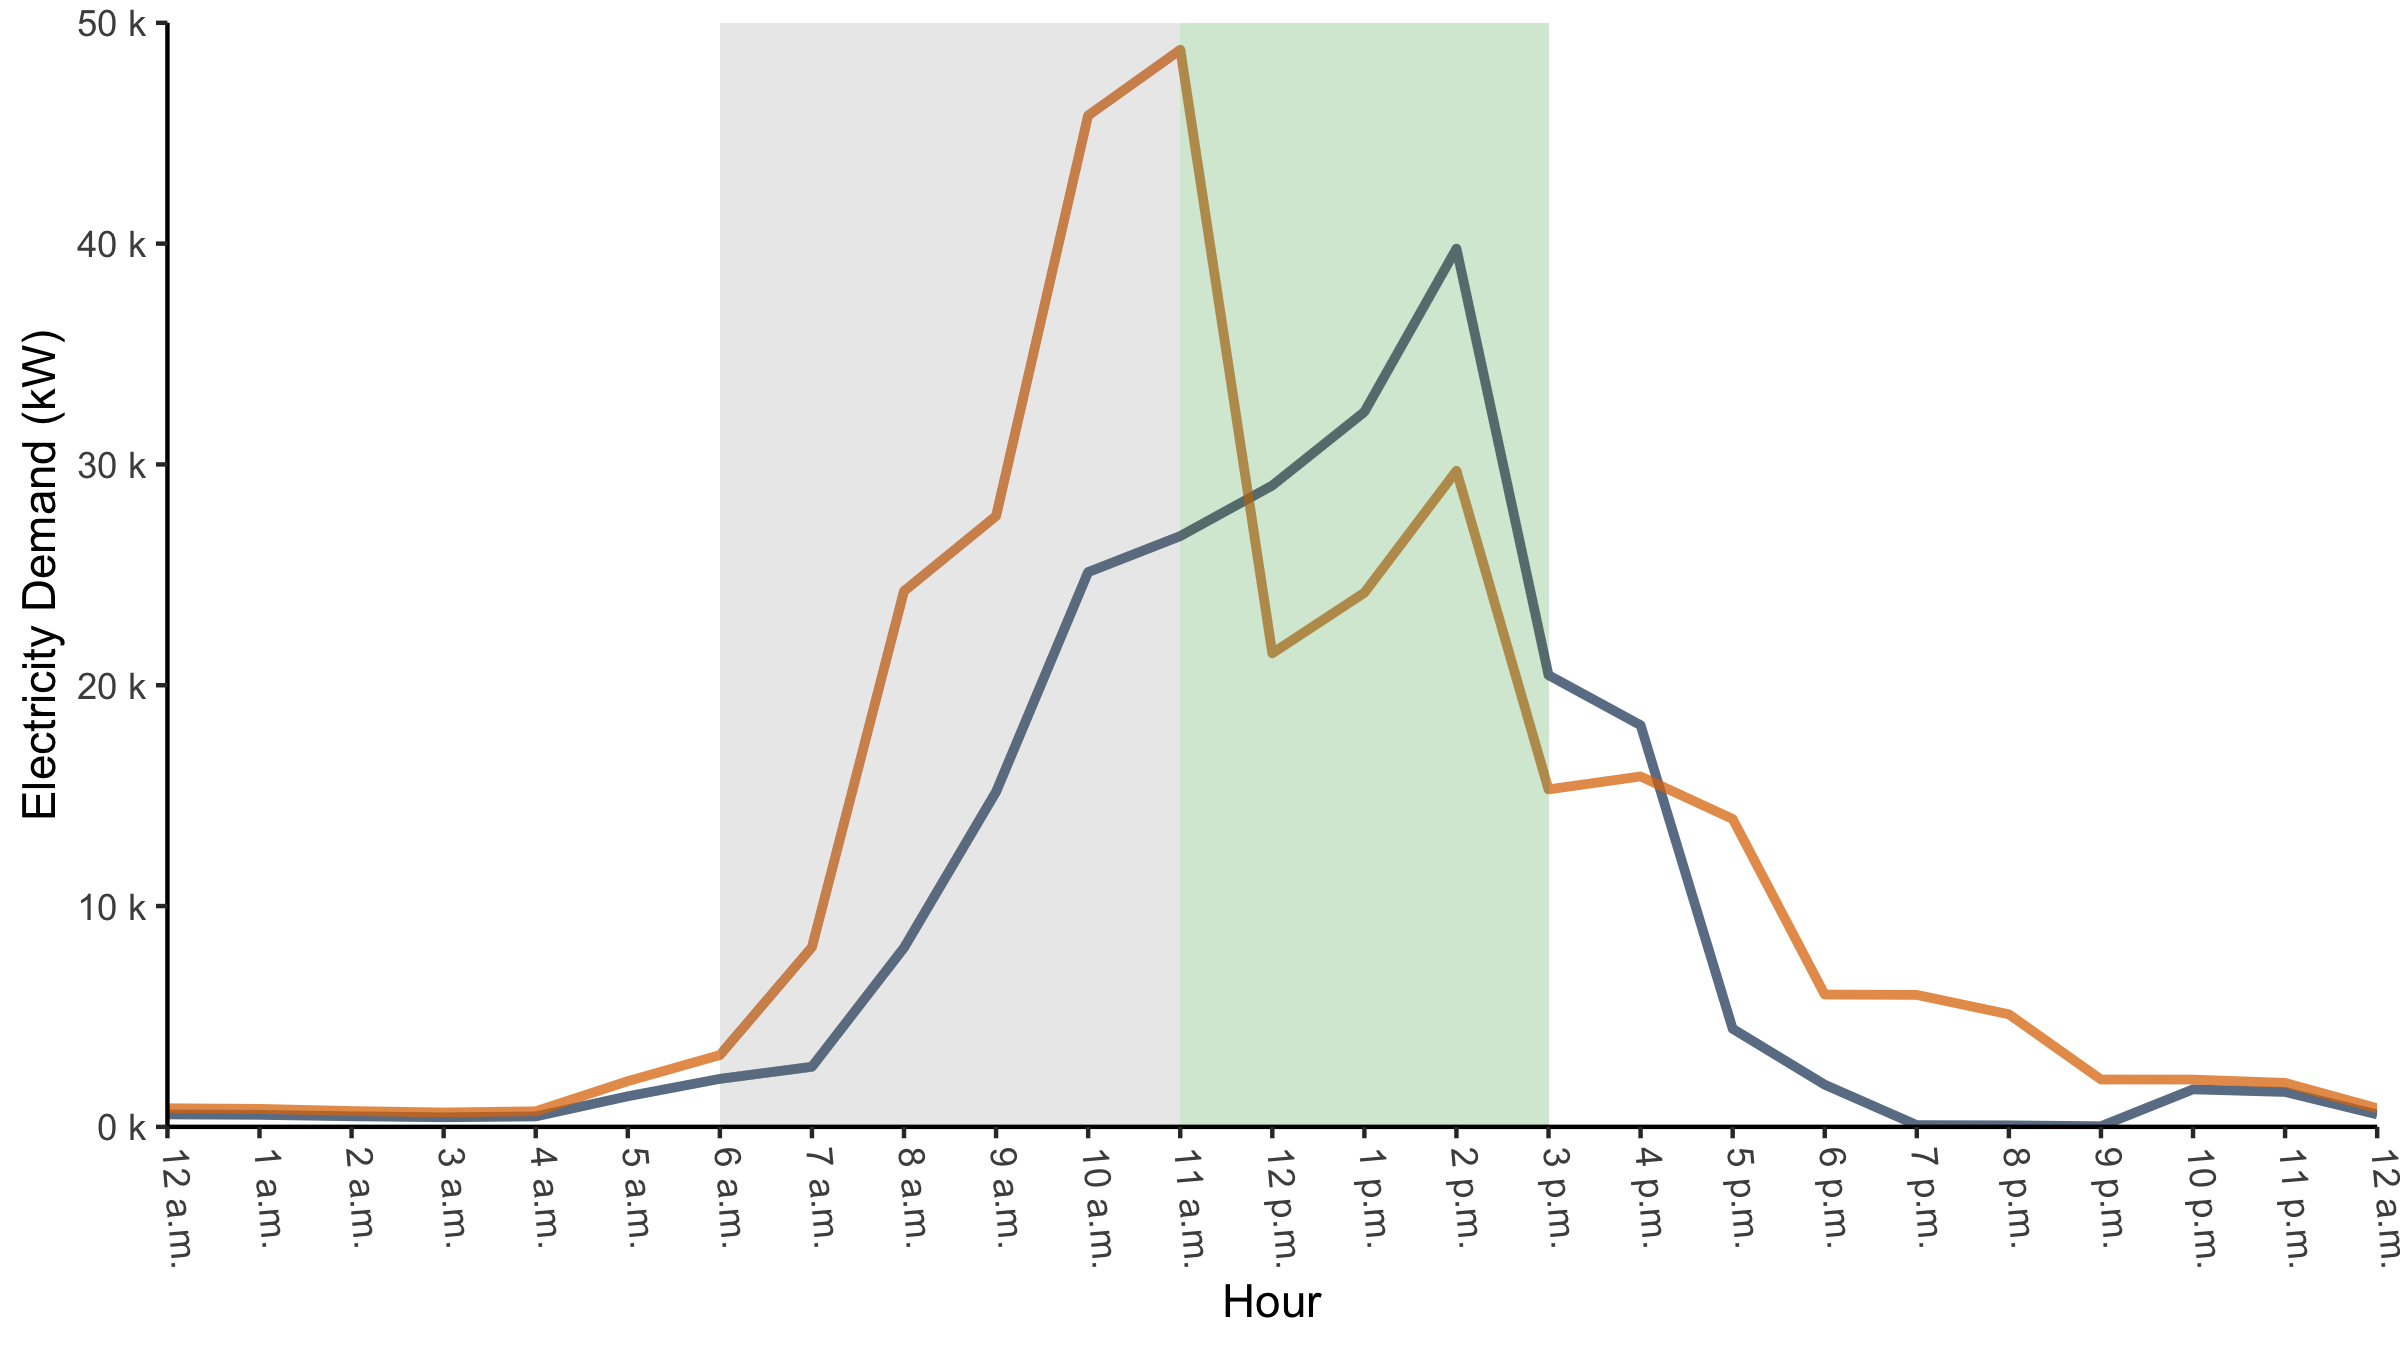 50 k
40 k
30 k
20 k
10 k
0 k
Electricity Demand (kW)
12 a.m.
1 a.m.
2 a.m.
3 a.m.
4 a.m.
5 a.m.
6 a.m.
7 a.m.
8 a.m.
9 a.m.
10 a.m.
11 a.m.
12 p.m.
1 p.m.
2 p.m.
3 p.m.
4 p.m.
5 p.m.
6 p.m.
7 p.m.
8 p.m.
9 p.m.
10 p.m.
11 p.m.
12 a.m.
Hour